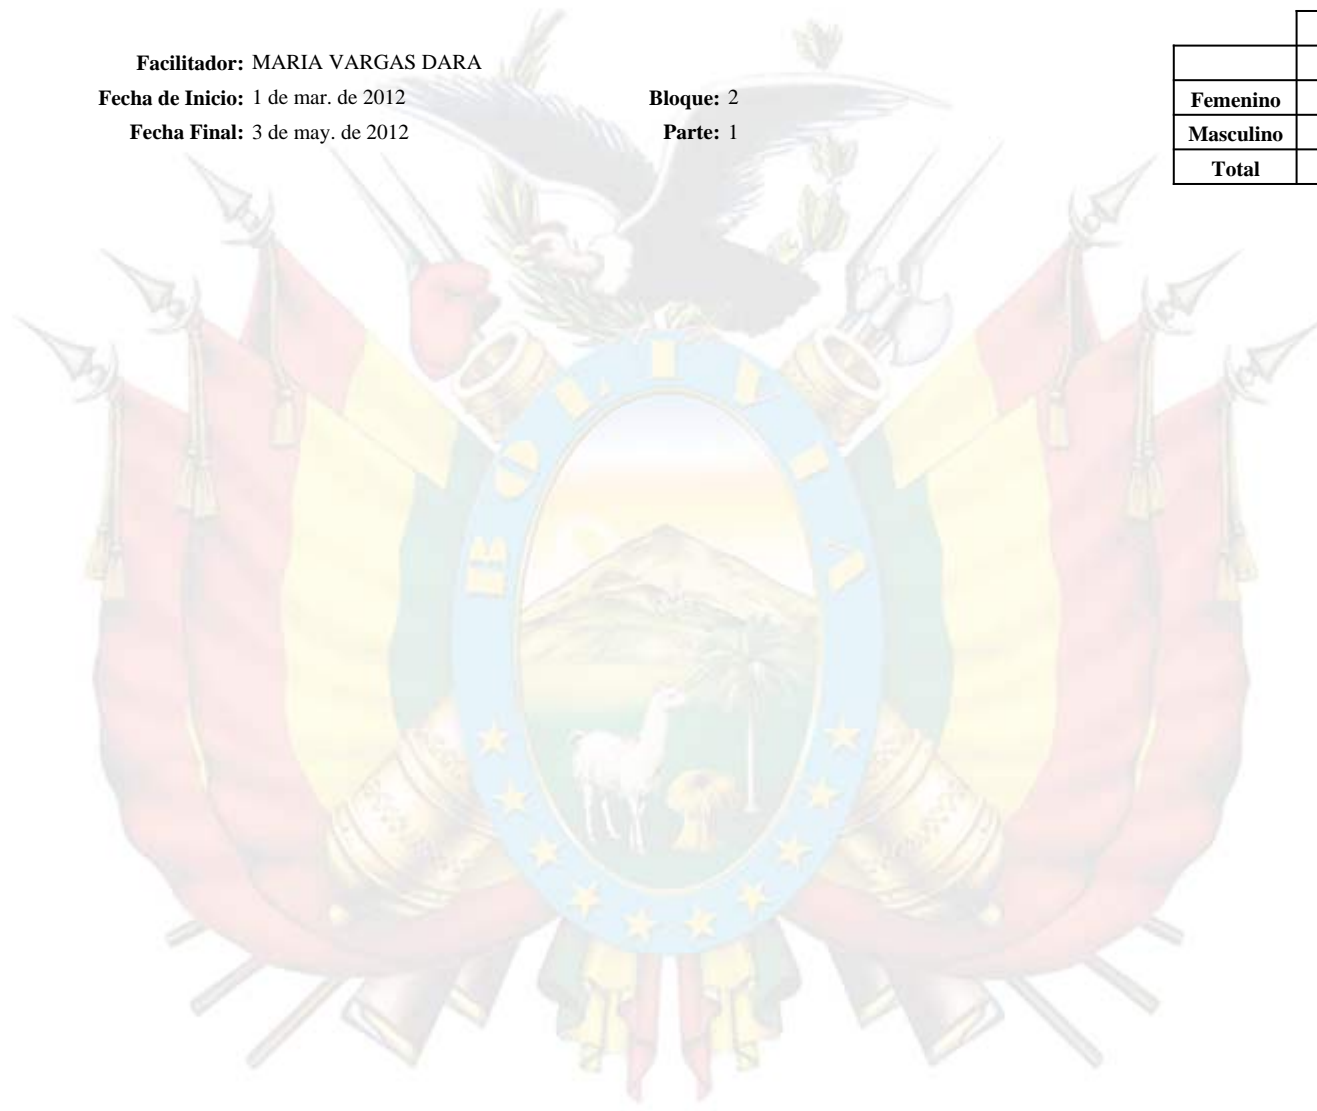 Facilitador: MARIA VARGAS DARA
Fecha de Inicio: 1 de mar. de 2012 Bloque: 2
Fecha Final: 3 de may. de 2012 Parte: 1
Femenino
Masculino
Total
BOLIVIA